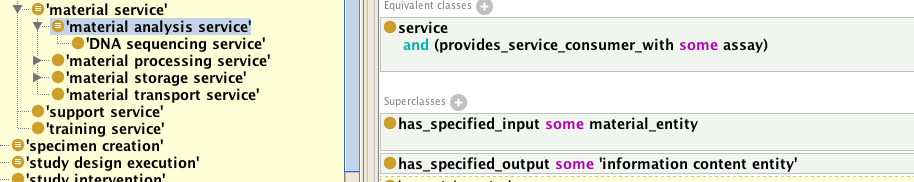 'material service'
'material analysis service'
'DNA sequencing service'
'material processing service'
'material storage service'
'material transport service'
'support service'
'training service'
'specimen creation'
'study design execution'
'study intervention'
Equivalent classes
service
and (provides_service_consumer_with some assay)
Superclasses
has_specified_input some material_entity
has_specified_output some 'information content entity'